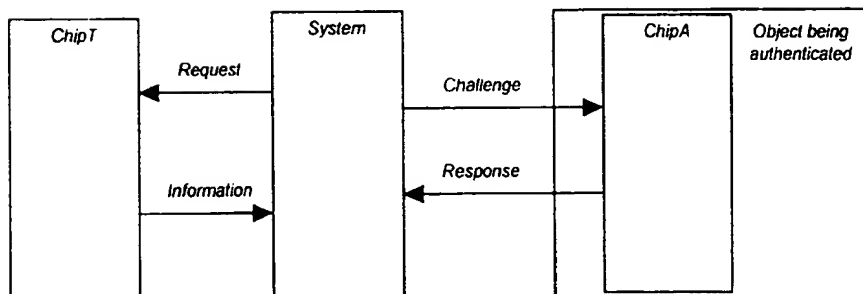 ChipT
System
ChipA
Object being
authenticated
Request
Challenge
Information
Response